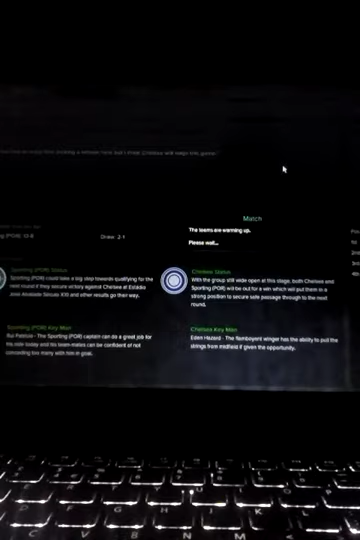 Match
The teams are warming up.
Please wait...
Draw: 2-1
Sporting (POR) Status
Sporting (POR) could take a big step towards qualifying for the
next round if they secure victory against Chelsea at Estádio
José Alvalade Século XXI and other results go their way.
Chelsea Status
With the group still wide open at this stage, both Chelsea and
Sporting (POR) will be out for a win which will put them in a
strong position to secure safe passage through to the next
round.
Sporting (POR) Key Man
Rui Patrício - The Sporting (POR) captain can do a great job for
his side today and his team-mates can be confident of not
conceding too many with him in goal.
Chelsea Key Man
Eden Hazard - The flamboyant winger has the ability to pull the
strings from midfield if given the opportunity.